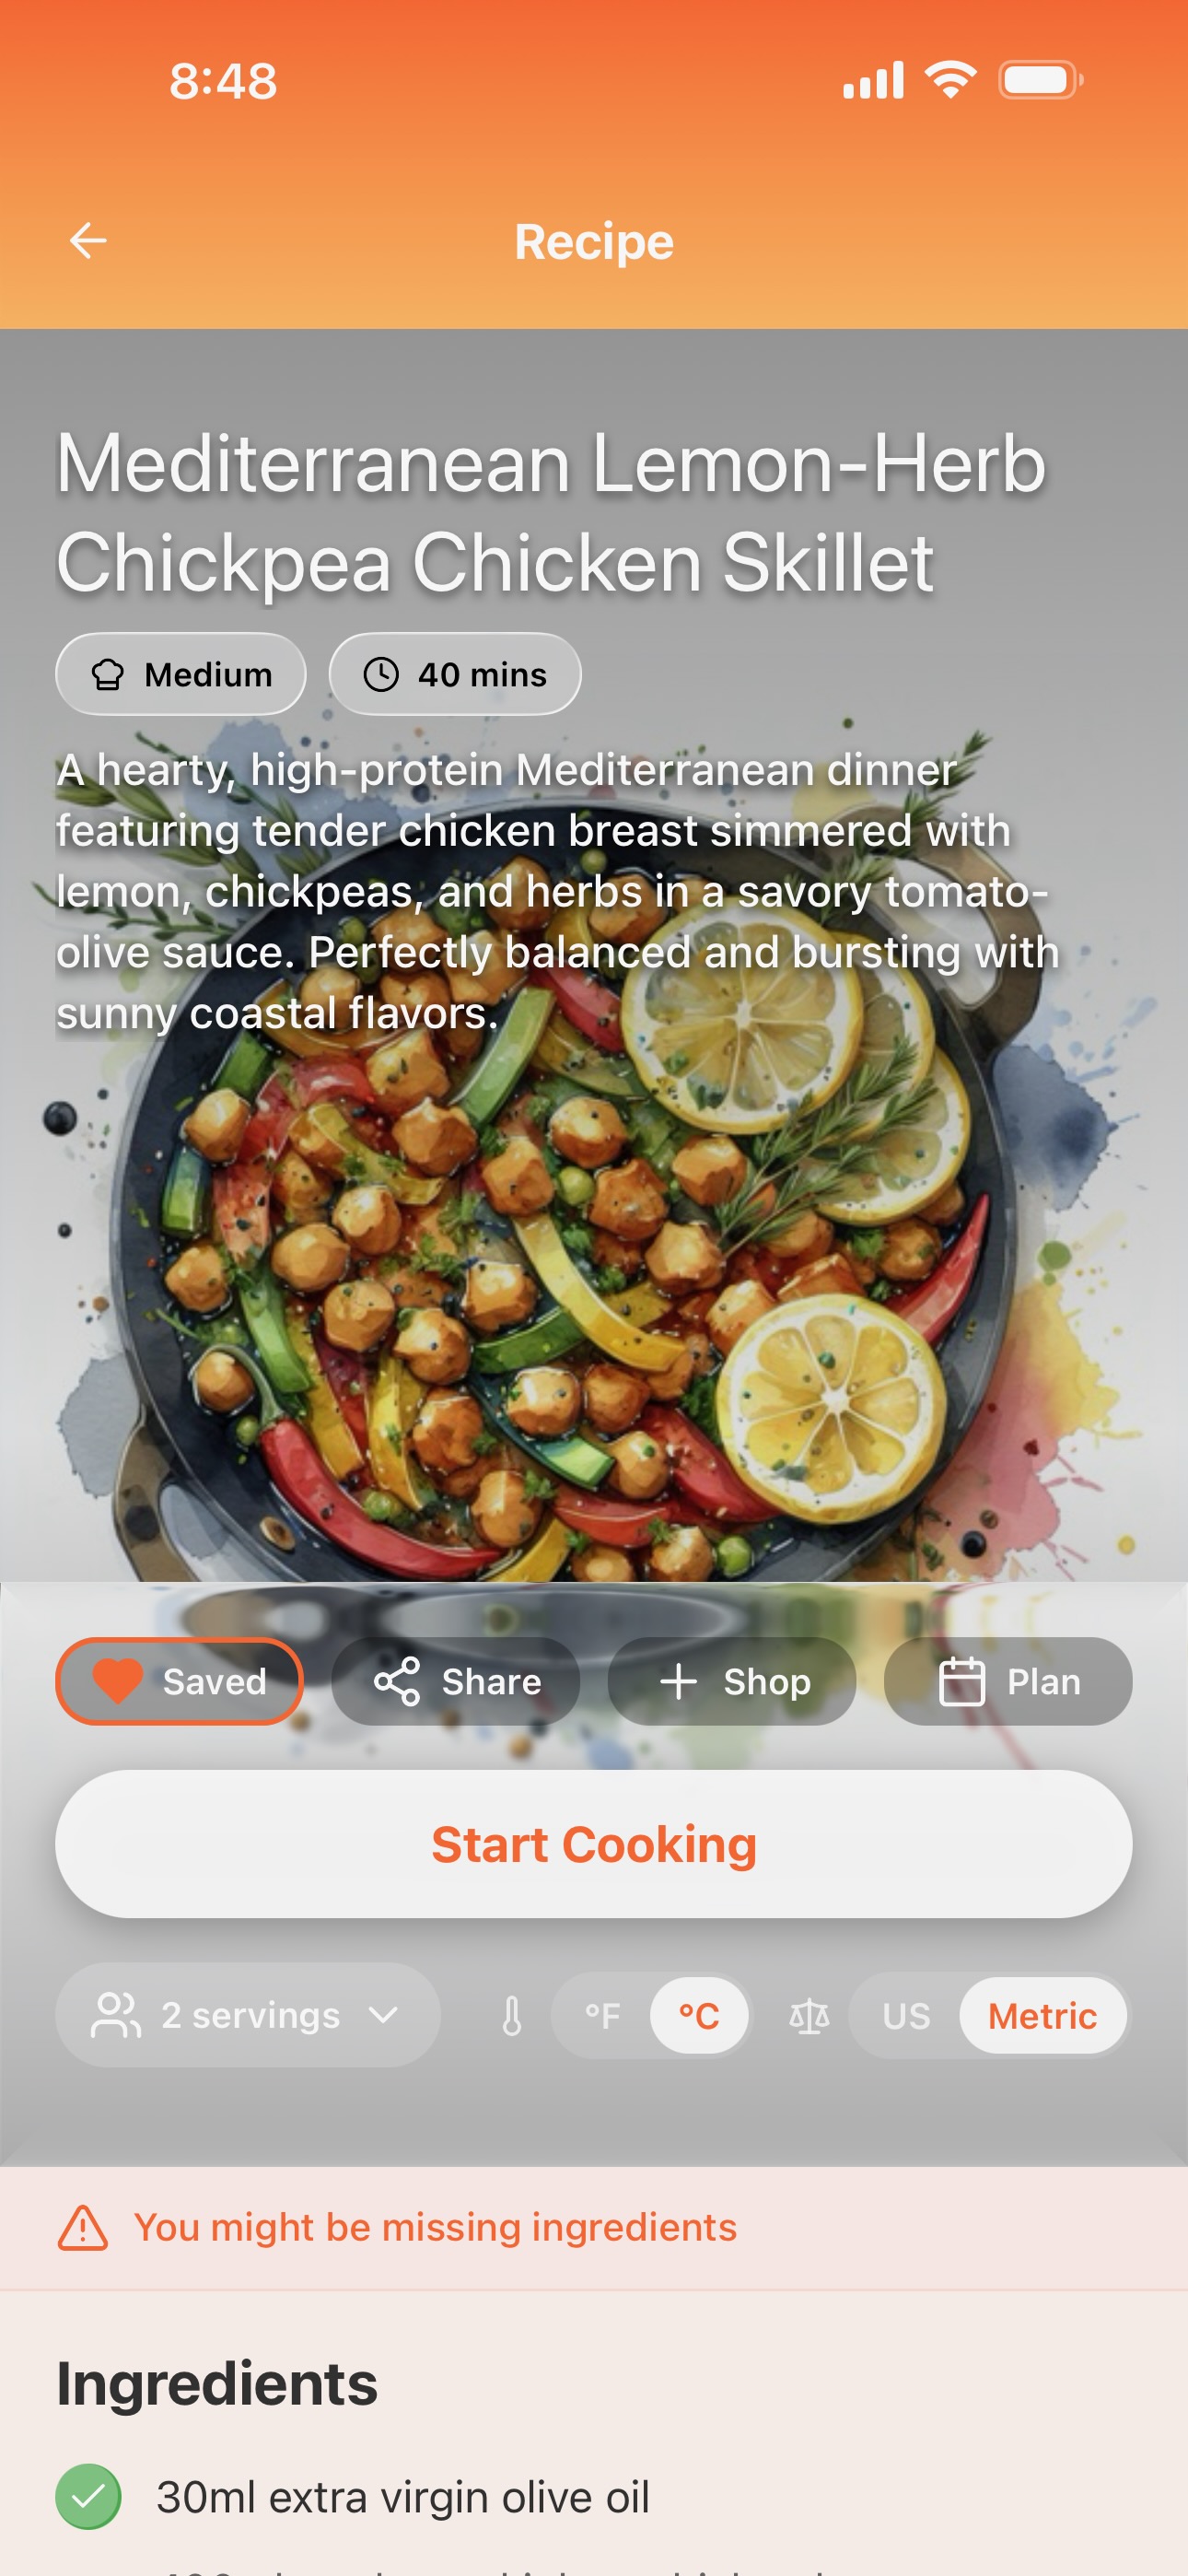 8:48
Recipe
Mediterranean Lemon-Herb
Chickpea Chicken Skillet
Medium
40 mins
A hearty, high-protein Mediterranean dinner
featuring tender chicken breast simmered with
lemon, chickpeas, and herbs in a savory tomato-
olive sauce. Perfectly balanced and bursting with
sunny coastal flavors.
Saved
Share
Shop
Plan
Start Cooking
2 servings
°F
°C
US
Metric
You might be missing ingredients
Ingredients
30ml extra virgin olive oil